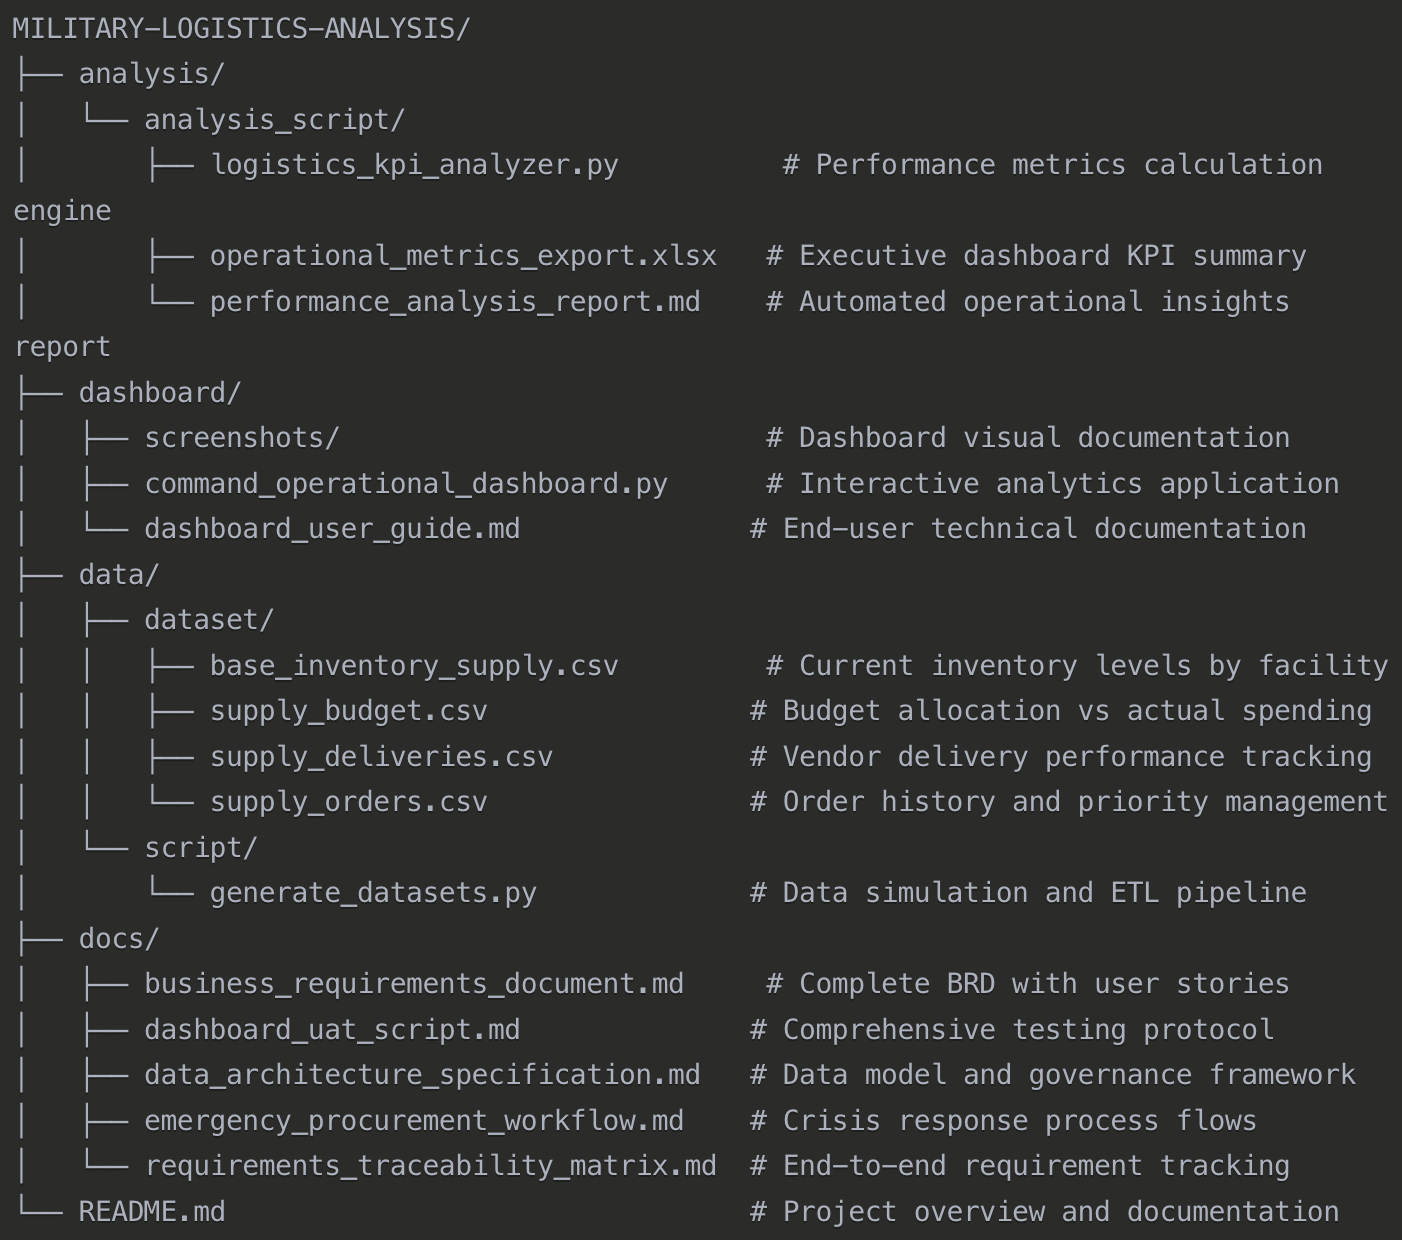 MILITARY-LOGISTICS-ANALYSIS/
├── analysis/
│   └── analysis_script/
│       ├── logistics_kpi_analyzer.py          # Performance metrics calculation
engine
│       ├── operational_metrics_export.xlsx   # Executive dashboard KPI summary
│       └── performance_analysis_report.md    # Automated operational insights
report
├── dashboard/
│   ├── screenshots/                          # Dashboard visual documentation
│   ├── command_operational_dashboard.py      # Interactive analytics application
│   └── dashboard_user_guide.md              # End-user technical documentation
├── data/
│   ├── dataset/
│   │   ├── base_inventory_supply.csv         # Current inventory levels by facility
│   │   ├── supply_budget.csv                # Budget allocation vs actual spending
│   │   ├── supply_deliveries.csv            # Vendor delivery performance tracking
│   │   └── supply_orders.csv                # Order history and priority management
│   └── script/
│       └── generate_datasets.py             # Data simulation and ETL pipeline
├── docs/
│   ├── business_requirements_document.md     # Complete BRD with user stories
│   ├── dashboard_uat_script.md              # Comprehensive testing protocol
│   ├── data_architecture_specification.md   # Data model and governance framework
│   ├── emergency_procurement_workflow.md    # Crisis response process flows
│   └── requirements_traceability_matrix.md  # End-to-end requirement tracking
└── README.md                                # Project overview and documentation